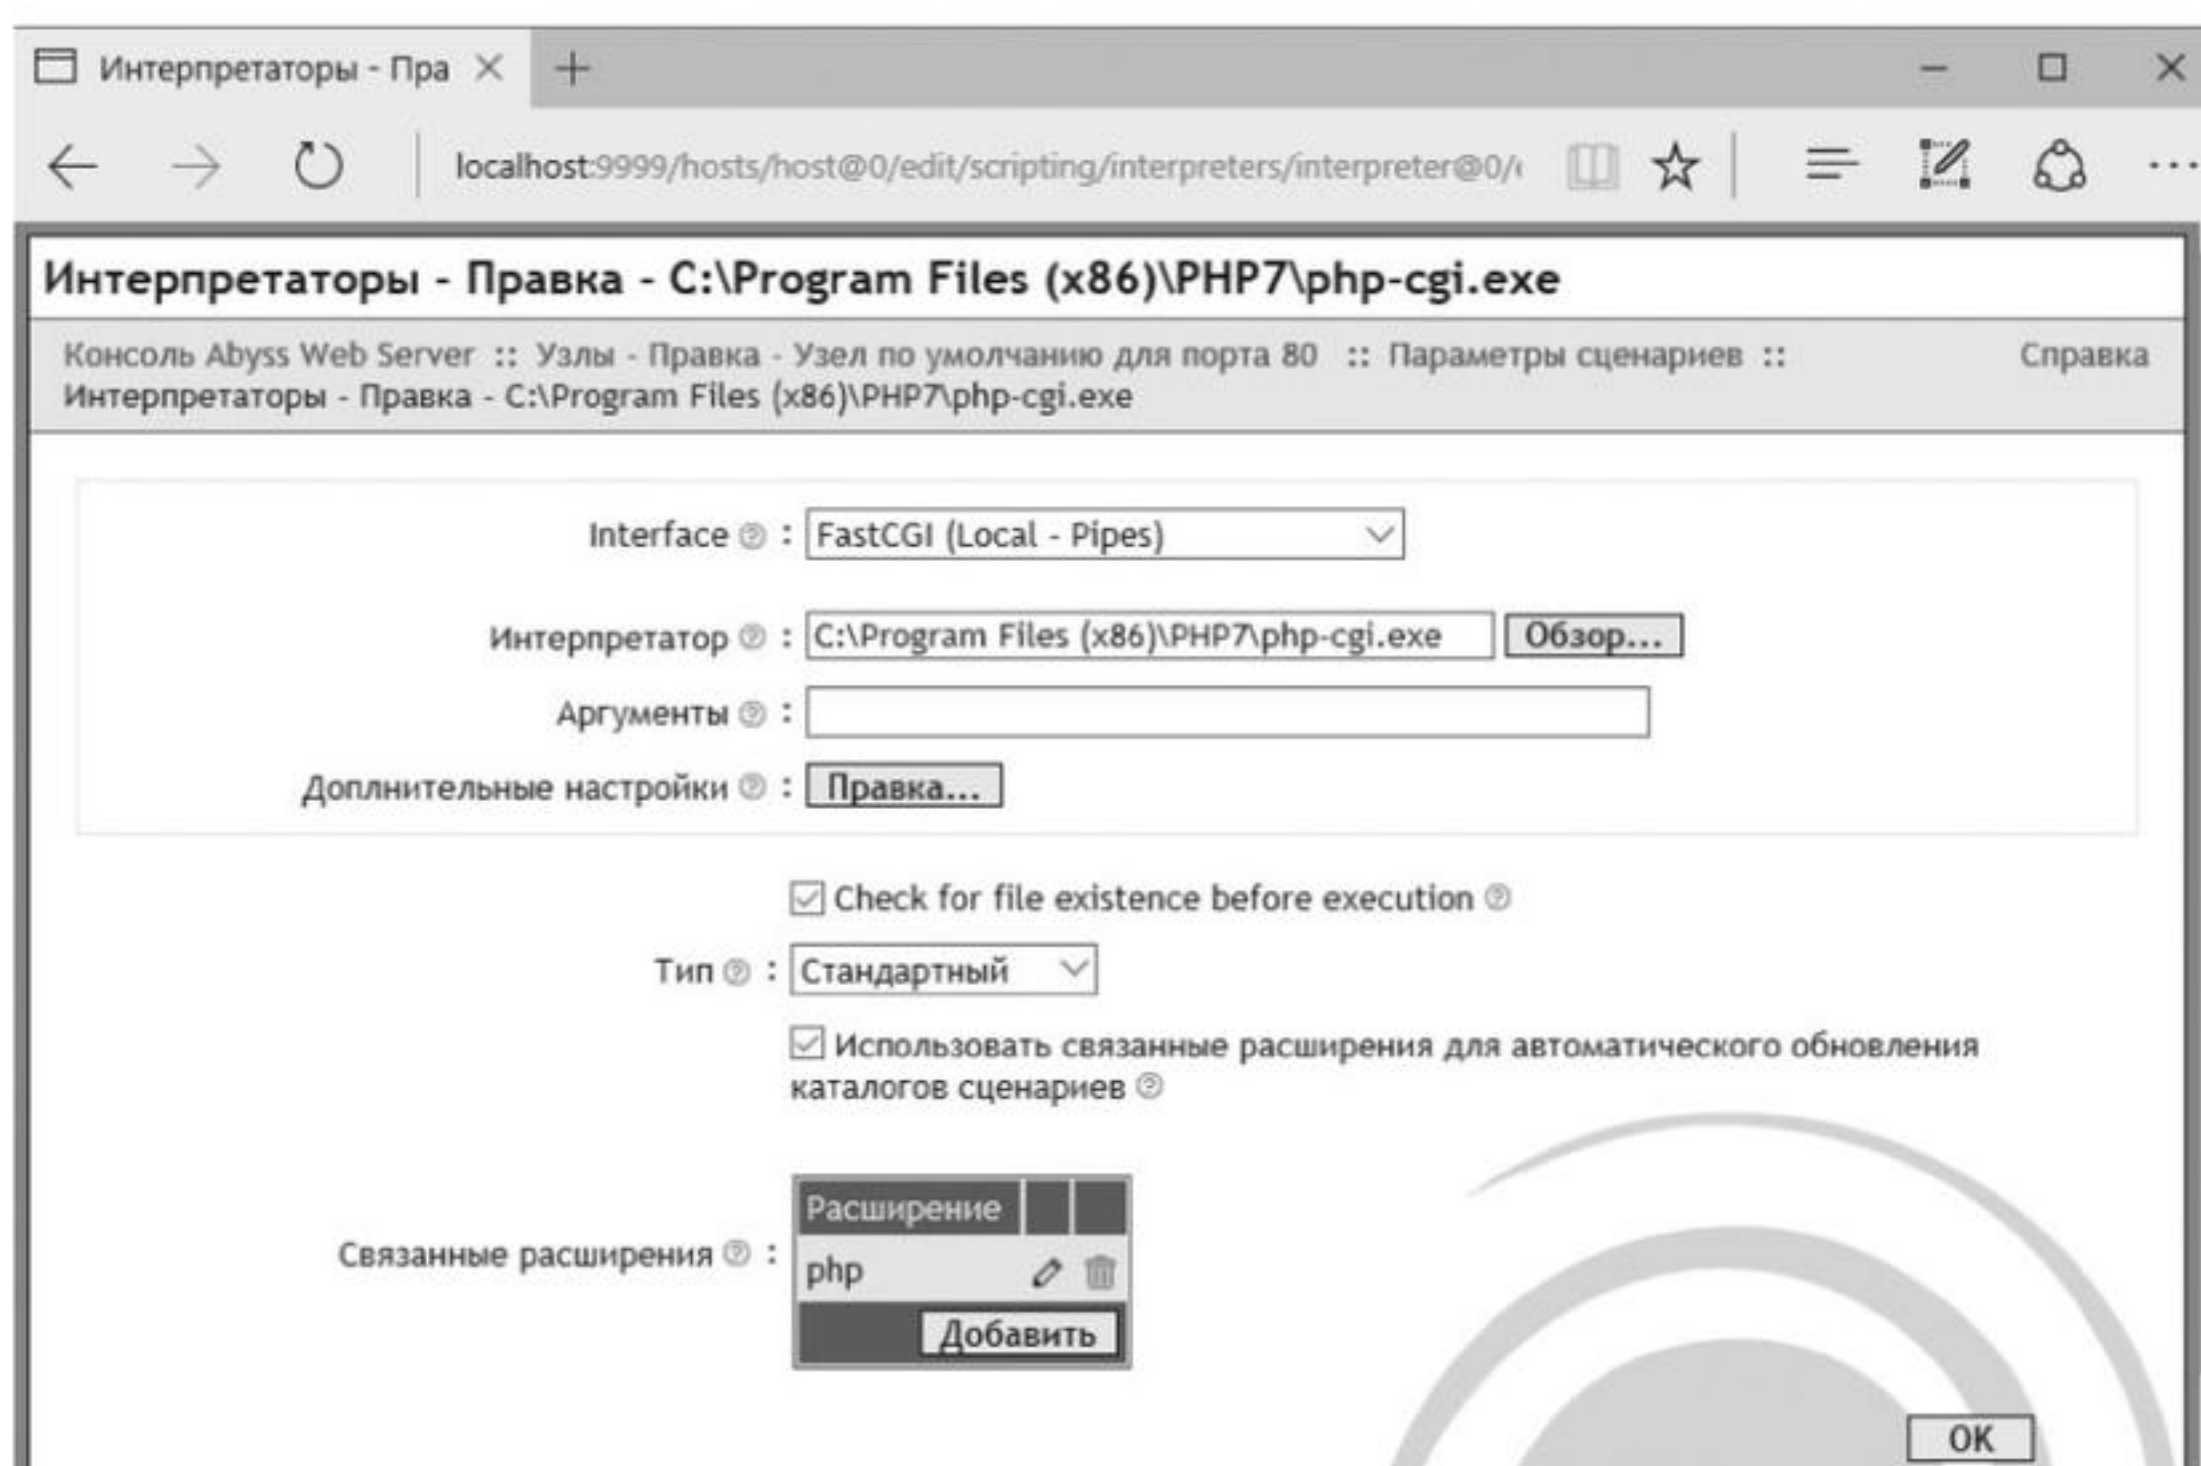 Интерпретаторы - Пра
localhost:9999/hosts/host@0/edit/scripting/interpreters/interpreter@0/
Интерпретаторы - Правка - C:\Program Files (x86)\PHP7\php-cgi.exe
Консоль Abyss Web Server :: Узлы - Правка - Узел по умолчанию для порта 80 :: Параметры сценариев :: Справка
Интерпретаторы - Правка - C:\Program Files (x86)\PHP7\php-cgi.exe
Interface ? : FastCGI (Local - Pipes)
Интерпретатор ? : C:\Program Files (x86)\PHP7\php-cgi.exe Обзор...
Аргументы ? :
Доплнительные настройки ? : Правка...
Check for file existence before execution ?
Тип ? : Стандартный
Использовать связанные расширения для автоматического обновления
каталогов сценариев ?
Расширение
Связанные расширения ? :
php
Добавить
OK